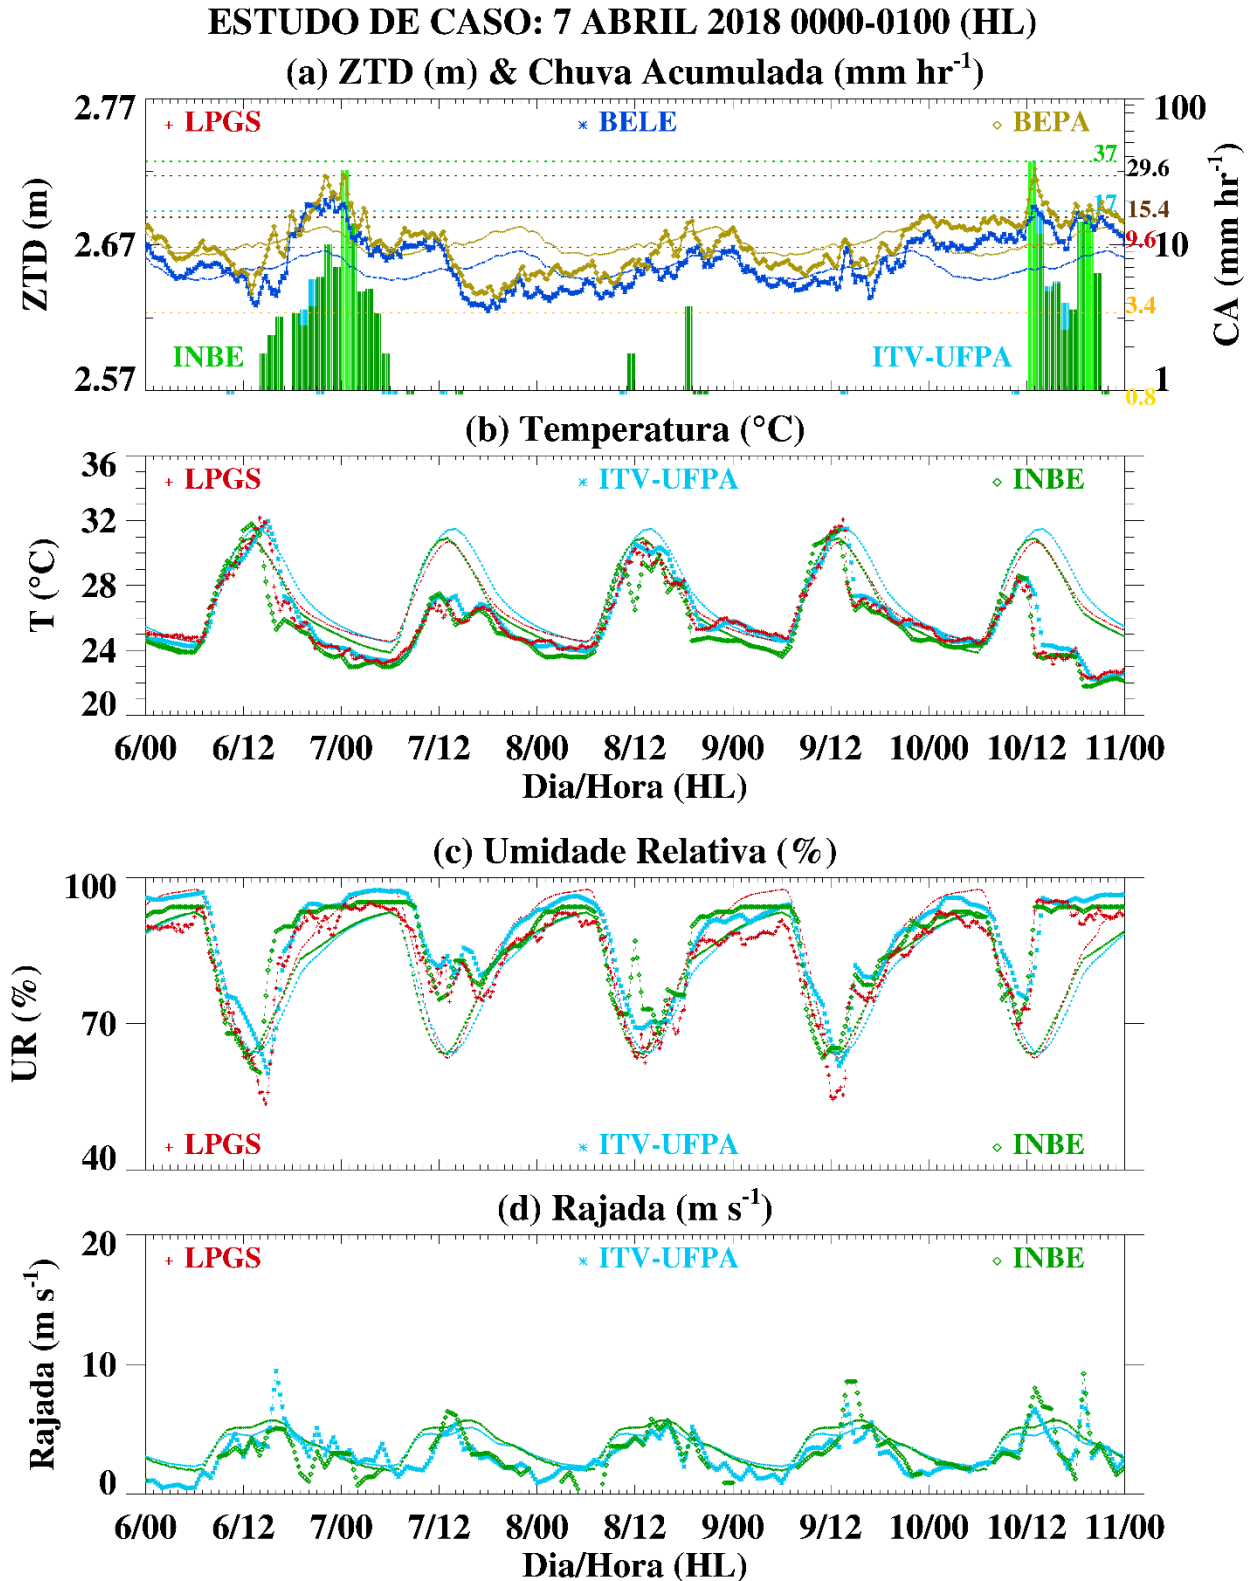 ESTUDO DE CASO: 7 ABRIL 2018 0000-0100 (HL)
(a) ZTD (m) & Chuva Acumulada (mm hr⁻¹)
2.77
2.67
2.57
ZTD (m)
+ LPGS
* BELE
◇ BEPA
INBE
ITV-UFPA
37
29.6
17
15.4
9.6
3.4
0.8
100
10
1
CA (mm hr⁻¹)
(b) Temperatura (°C)
36
32
28
24
20
T (°C)
+ LPGS
* ITV-UFPA
◇ INBE
6/00 6/12 7/00 7/12 8/00 8/12 9/00 9/12 10/00 10/12 11/00
Dia/Hora (HL)
(c) Umidade Relativa (%)
100
70
40
UR (%)
+ LPGS
* ITV-UFPA
◇ INBE
(d) Rajada (m s⁻¹)
20
10
0
Rajada (m s⁻¹)
+ LPGS
* ITV-UFPA
◇ INBE
6/00 6/12 7/00 7/12 8/00 8/12 9/00 9/12 10/00 10/12 11/00
Dia/Hora (HL)